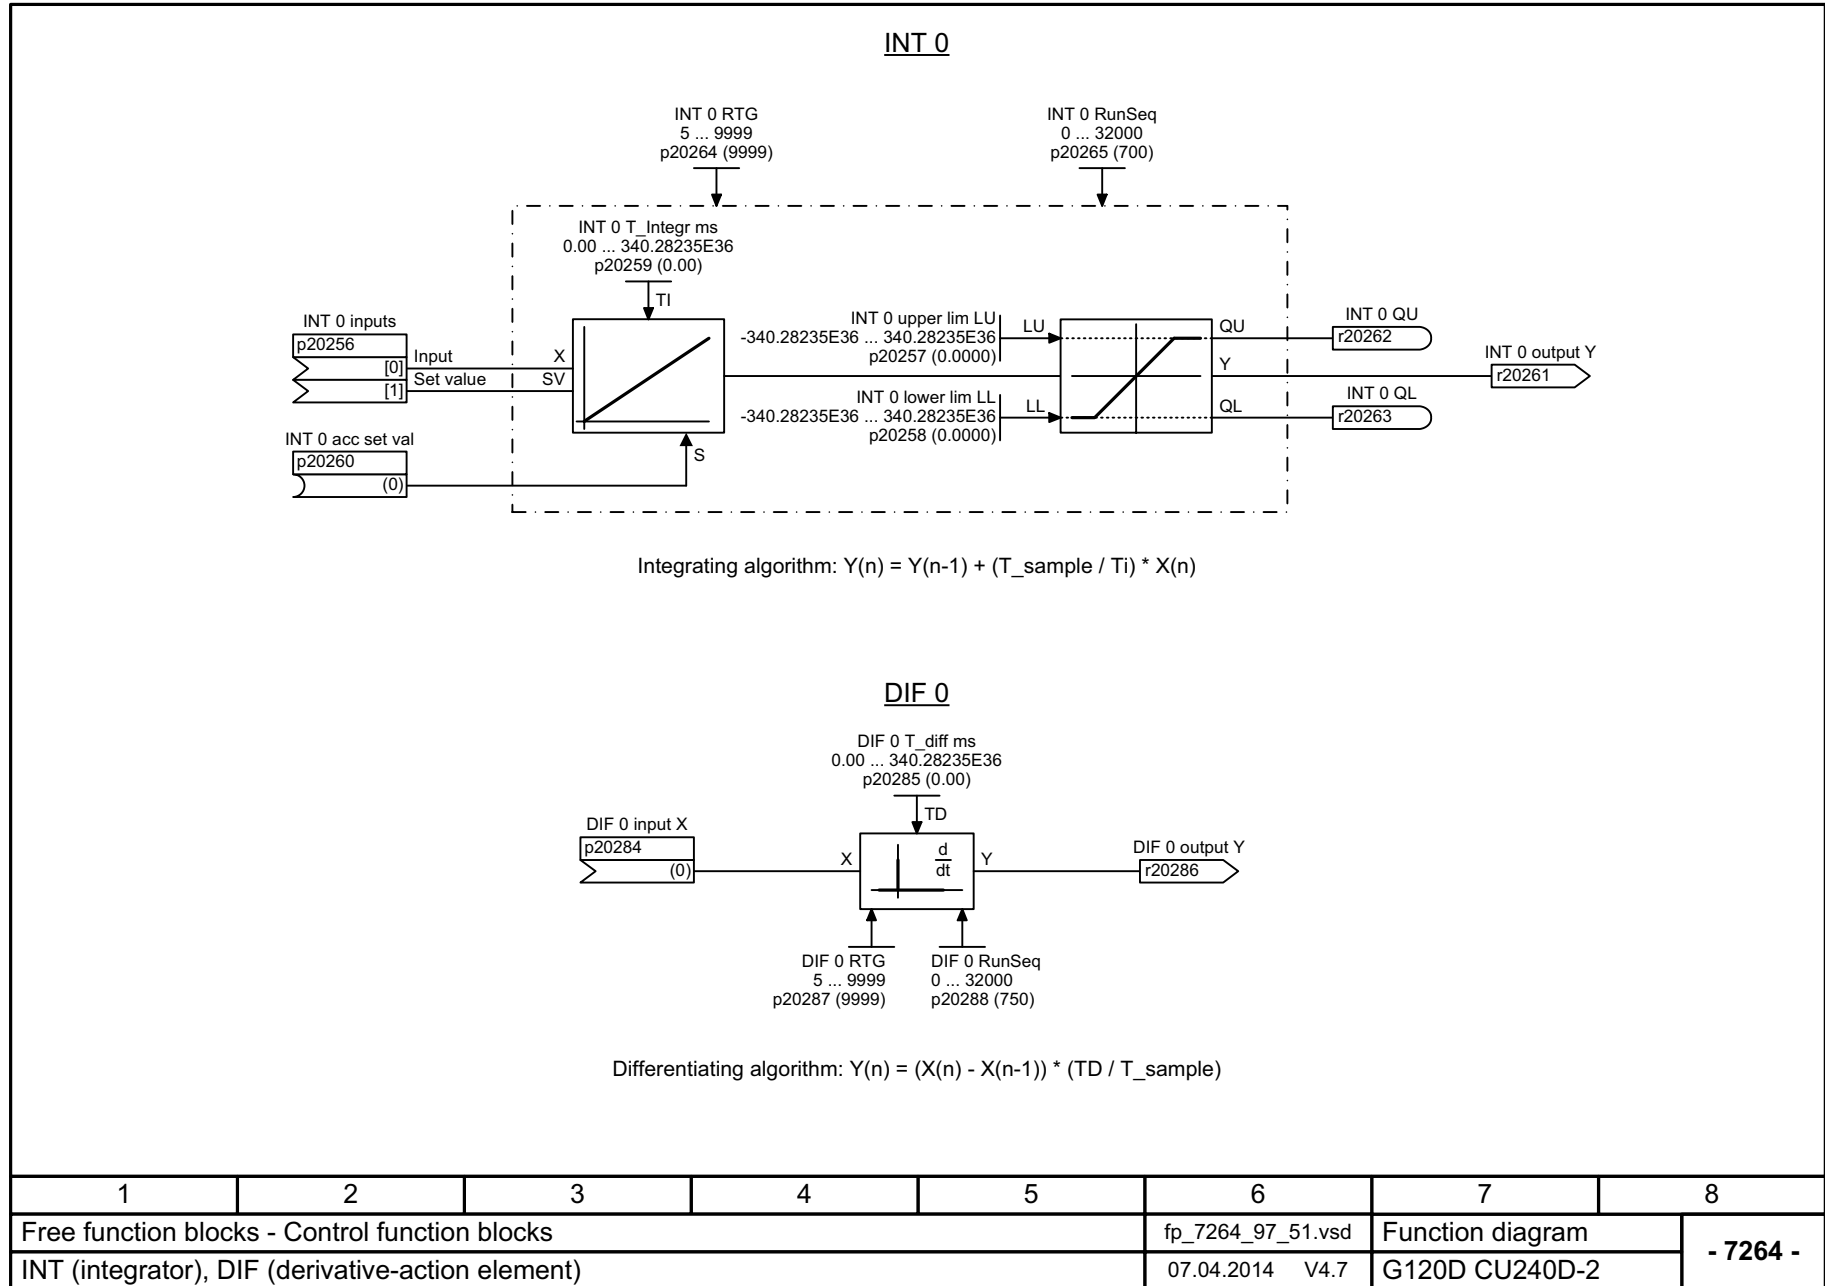 INT 0
INT 0 RTG
5 ... 9999
p20264 (9999)
INT 0 RunSeq
0 ... 32000
p20265 (700)
INT 0 T_Integr ms
0.00 ... 340.28235E36
p20259 (0.00)
TI
INT 0 inputs
p20256
[0]
[1]
Input
Set value
X
SV
INT 0 acc set val
p20260
(0)
S
INT 0 upper lim LU
-340.28235E36 ... 340.28235E36
p20257 (0.0000)
LU
INT 0 lower lim LL
-340.28235E36 ... 340.28235E36
p20258 (0.0000)
LL
QU
Y
QL
INT 0 QU
r20262
INT 0 output Y
r20261
INT 0 QL
r20263
Integrating algorithm: Y(n) = Y(n-1) + (T_sample / Ti) * X(n)
DIF 0
DIF 0 T_diff ms
0.00 ... 340.28235E36
p20285 (0.00)
TD
DIF 0 input X
p20284
(0)
X
d
dt
Y
DIF 0 output Y
r20286
DIF 0 RTG
5 ... 9999
p20287 (9999)
DIF 0 RunSeq
0 ... 32000
p20288 (750)
Differentiating algorithm: Y(n) = (X(n) - X(n-1)) * (TD / T_sample)
1 2 3 4 5 6 7 8
Free function blocks - Control function blocks
fp_7264_97_51.vsd
Function diagram
- 7264 -
INT (integrator), DIF (derivative-action element)
07.04.2014 V4.7
G120D CU240D-2